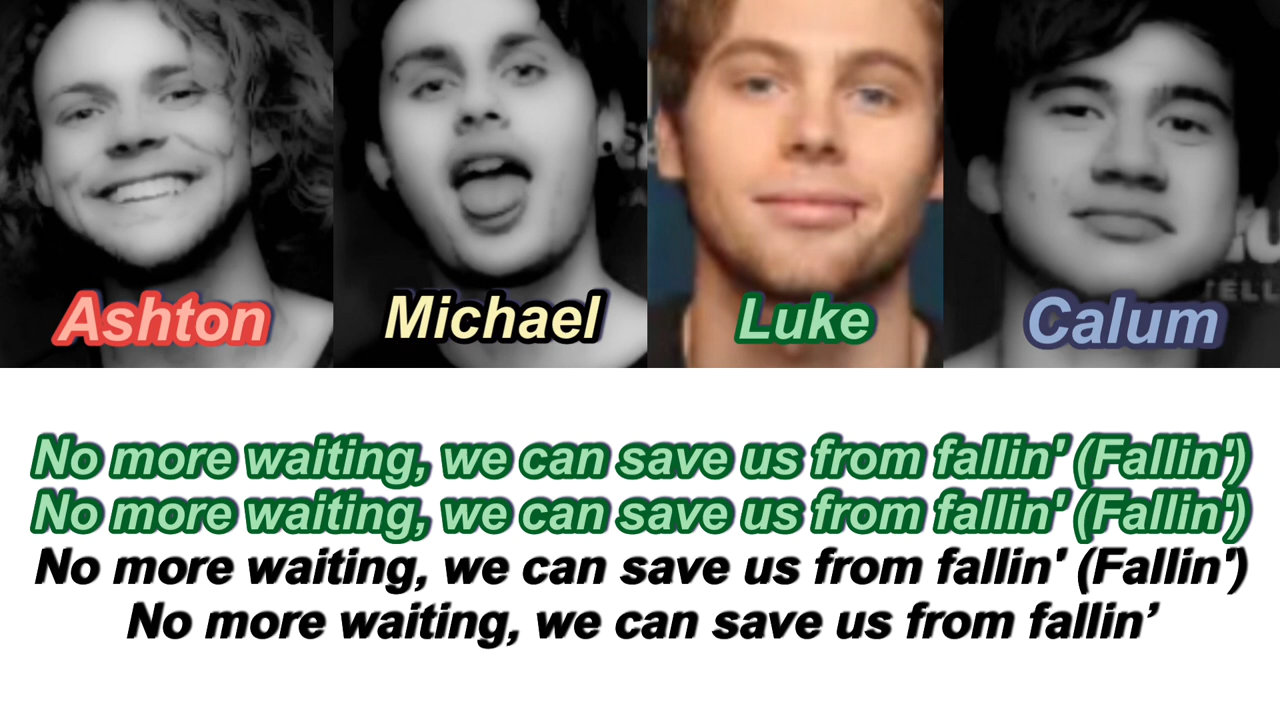 Ashton Michael Luke Calum
TELL
No more waiting, we can save us from fallin' (Fallin')
No more waiting, we can save us from fallin' (Fallin')
No more waiting, we can save us from fallin' (Fallin')
No more waiting, we can save us from fallin’